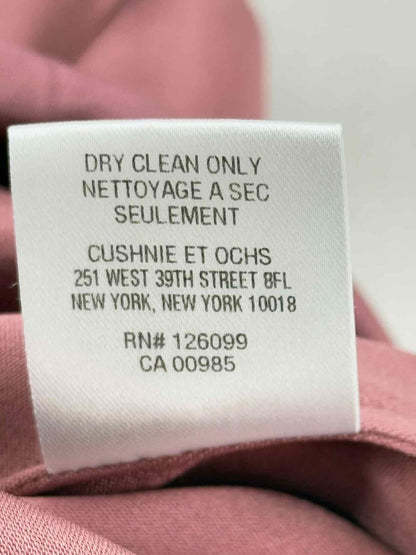 DRY CLEAN ONLY
NETTOYAGE A SEC
SEULEMENT
CUSHNIE ET OCHS
251 WEST 39TH STREET 8FL
NEW YORK, NEW YORK 10018
RN# 126099
CA 00985